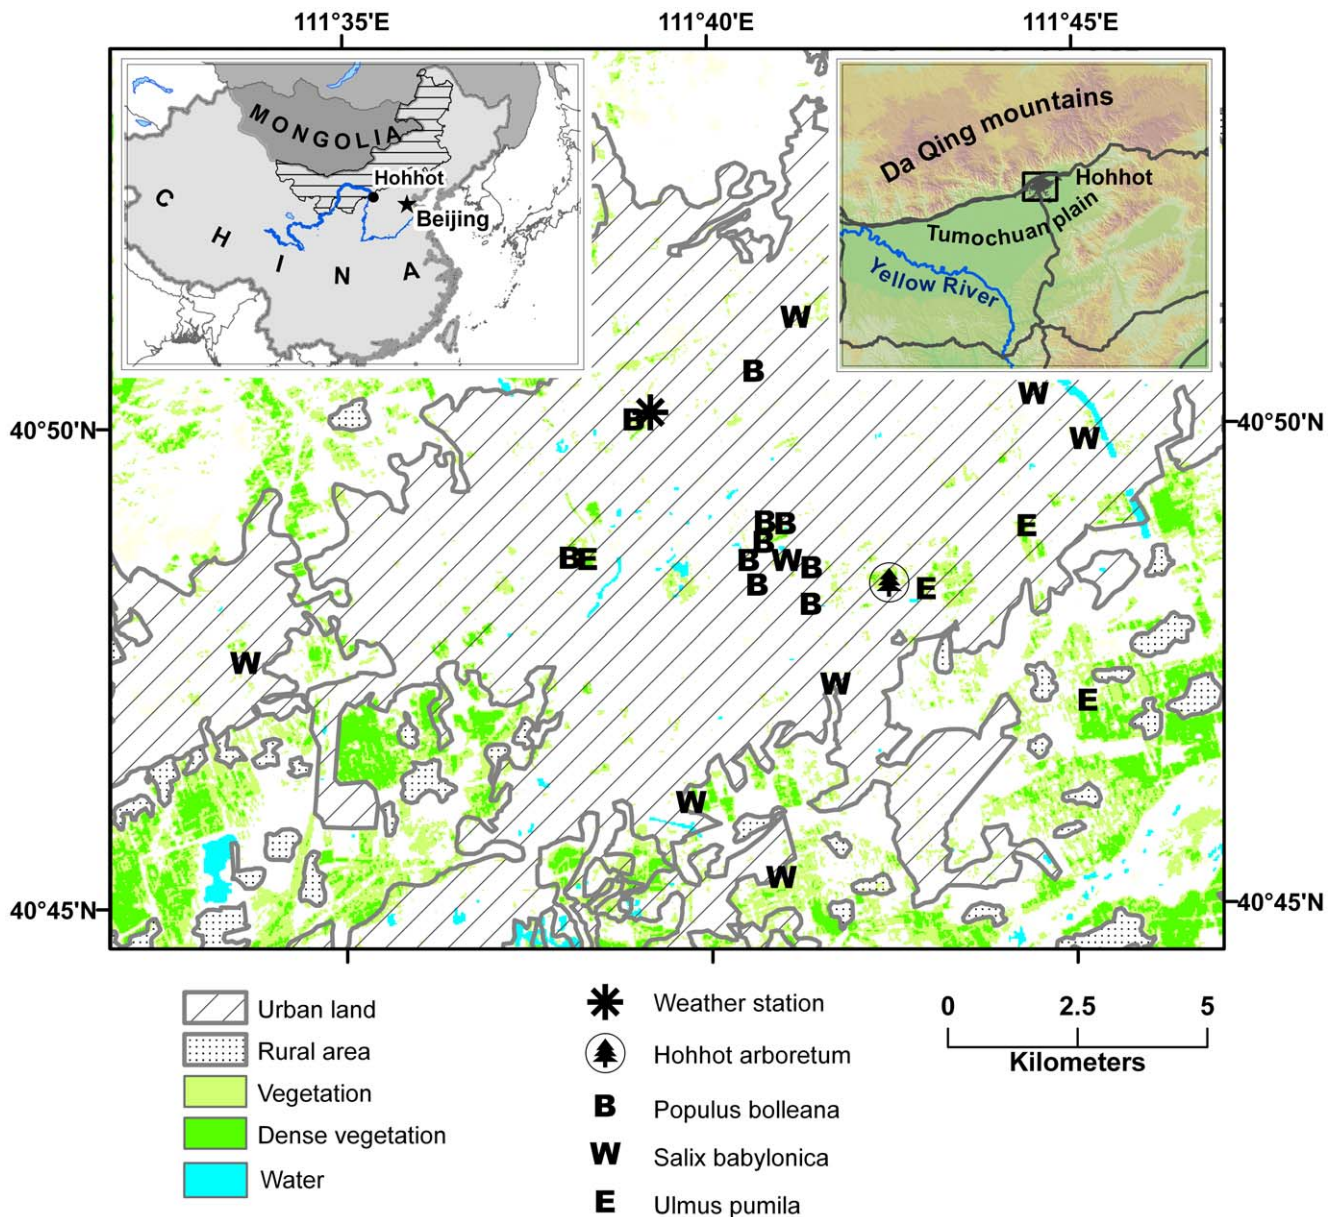 111°35'E 111°40'E 111°45'E
MONGOLIA
Hohhot
Beijing
CHINA
Da Qing mountains
Hohhot
Tumochuan plain
Yellow River
W
B
W
B
40°50'N 40°50'N
W
B B
E
B
B E B W B
B
E
B
W
W
E
W
W
40°45'N 40°45'N
Urban land
Rural area
Vegetation
Dense vegetation
Water
Weather station
Hohhot arboretum
B Populus bolleana
W Salix babylonica
E Ulmus pumila
0 2.5 5
Kilometers